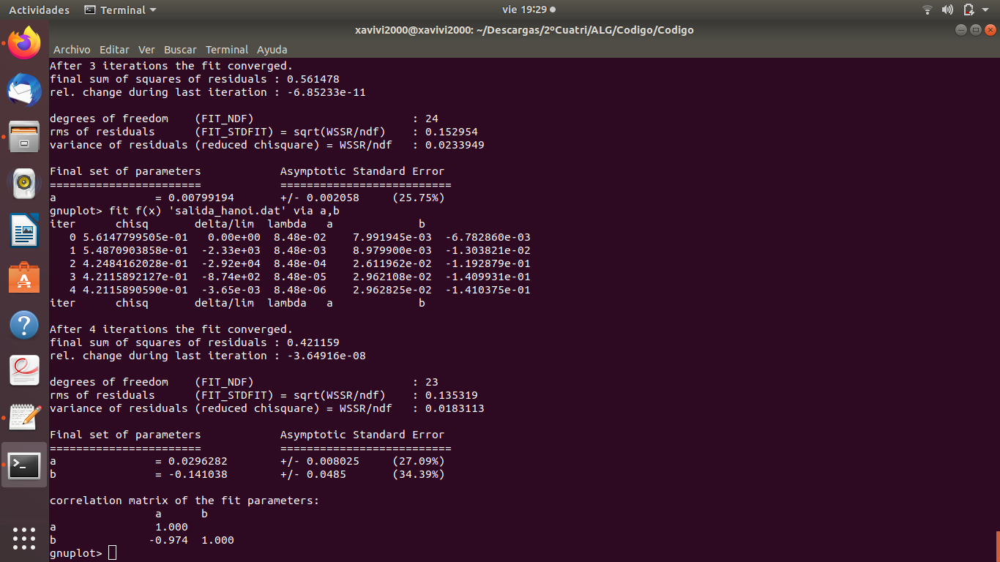 Actividades Terminal vie 19:29
xavivi2000@xavivi2000: ~/Descargas/2ºCuatri/ALG/Codigo/Codigo
Archivo Editar Ver Buscar Terminal Ayuda
After 3 iterations the fit converged.
final sum of squares of residuals : 0.561478
rel. change during last iteration : -6.85233e-11
degrees of freedom    (FIT_NDF)                        : 24
rms of residuals      (FIT_STDFIT) = sqrt(WSSR/ndf)    : 0.152954
variance of residuals (reduced chisquare) = WSSR/ndf   : 0.0233949
Final set of parameters            Asymptotic Standard Error
=======================            ==========================
a               = 0.00799194       +/- 0.002058     (25.75%)
gnuplot> fit f(x) 'salida_hanoi.dat' via a,b
iter      chisq       delta/lim  lambda   a             b
   0 5.6147799505e-01   0.00e+00  8.48e-02    7.991945e-03  -6.782860e-03
   1 5.4870903858e-01  -2.33e+03  8.48e-03    8.979900e-03  -1.303821e-02
   2 4.2484162028e-01  -2.92e+04  8.48e-04    2.611962e-02  -1.192879e-01
   3 4.2115892127e-01  -8.74e+02  8.48e-05    2.962108e-02  -1.409931e-01
   4 4.2115890590e-01  -3.65e-03  8.48e-06    2.962825e-02  -1.410375e-01
iter      chisq       delta/lim  lambda   a             b
After 4 iterations the fit converged.
final sum of squares of residuals : 0.421159
rel. change during last iteration : -3.64916e-08
degrees of freedom    (FIT_NDF)                        : 23
rms of residuals      (FIT_STDFIT) = sqrt(WSSR/ndf)    : 0.135319
variance of residuals (reduced chisquare) = WSSR/ndf   : 0.0183113
Final set of parameters            Asymptotic Standard Error
=======================            ==========================
a               = 0.0296282        +/- 0.008025     (27.09%)
b               = -0.141038        +/- 0.0485       (34.39%)
correlation matrix of the fit parameters:
                a      b
a               1.000
b              -0.974  1.000
gnuplot>